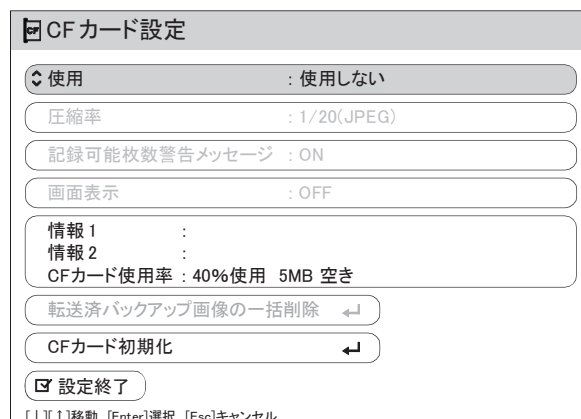 CFカード設定
使用 : 使用しない
圧縮率 : 1/20(JPEG)
記録可能枚数警告メッセージ : ON
画面表示 : OFF
情報1 :
情報2 :
CFカード使用率 : 40%使用 5MB 空き
転送済バックアップ画像の一括削除
CFカード初期化
設定終了
[↓][↑]移動 [Enter]選択 [Esc]キャンセル